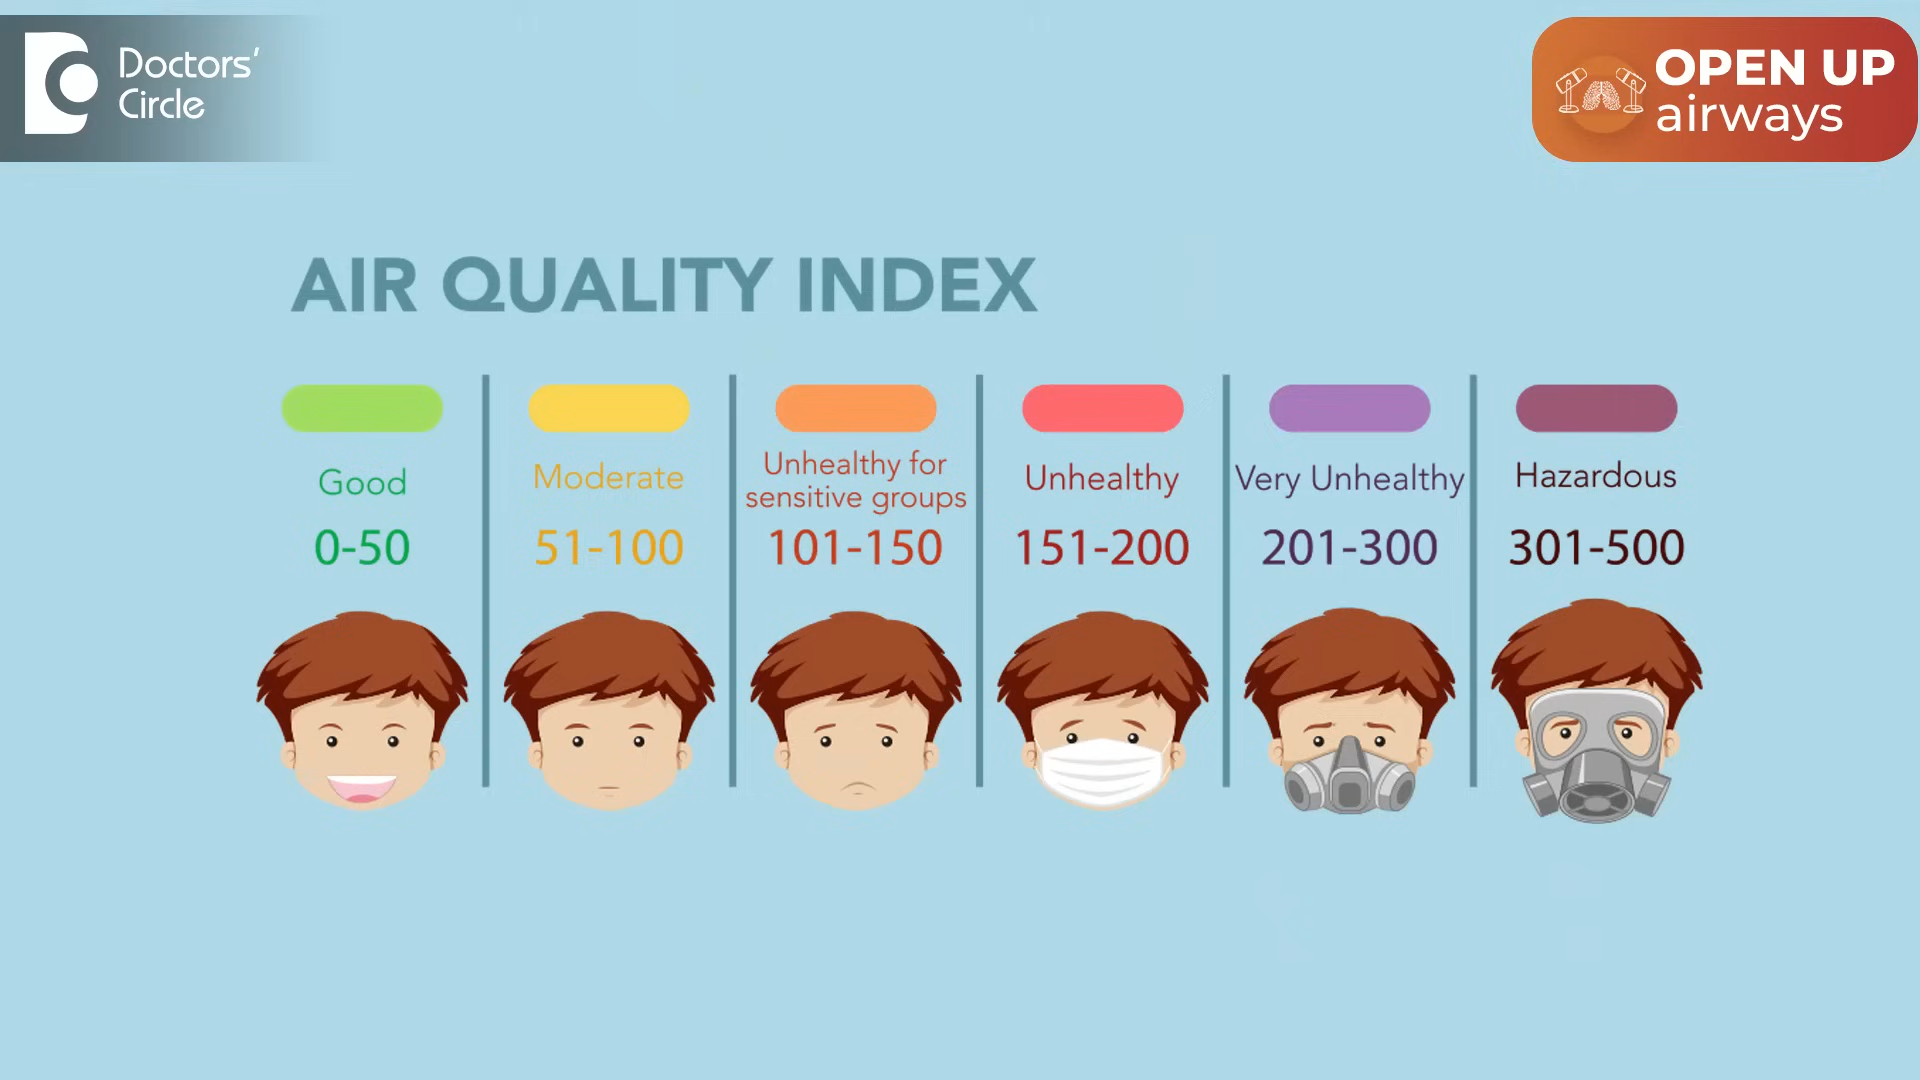 Doctors'
Circle
OPEN UP
airways
AIR QUALITY INDEX
Good
0-50
Moderate
51-100
Unhealthy for
sensitive groups
101-150
Unhealthy
151-200
Very Unhealthy
201-300
Hazardous
301-500